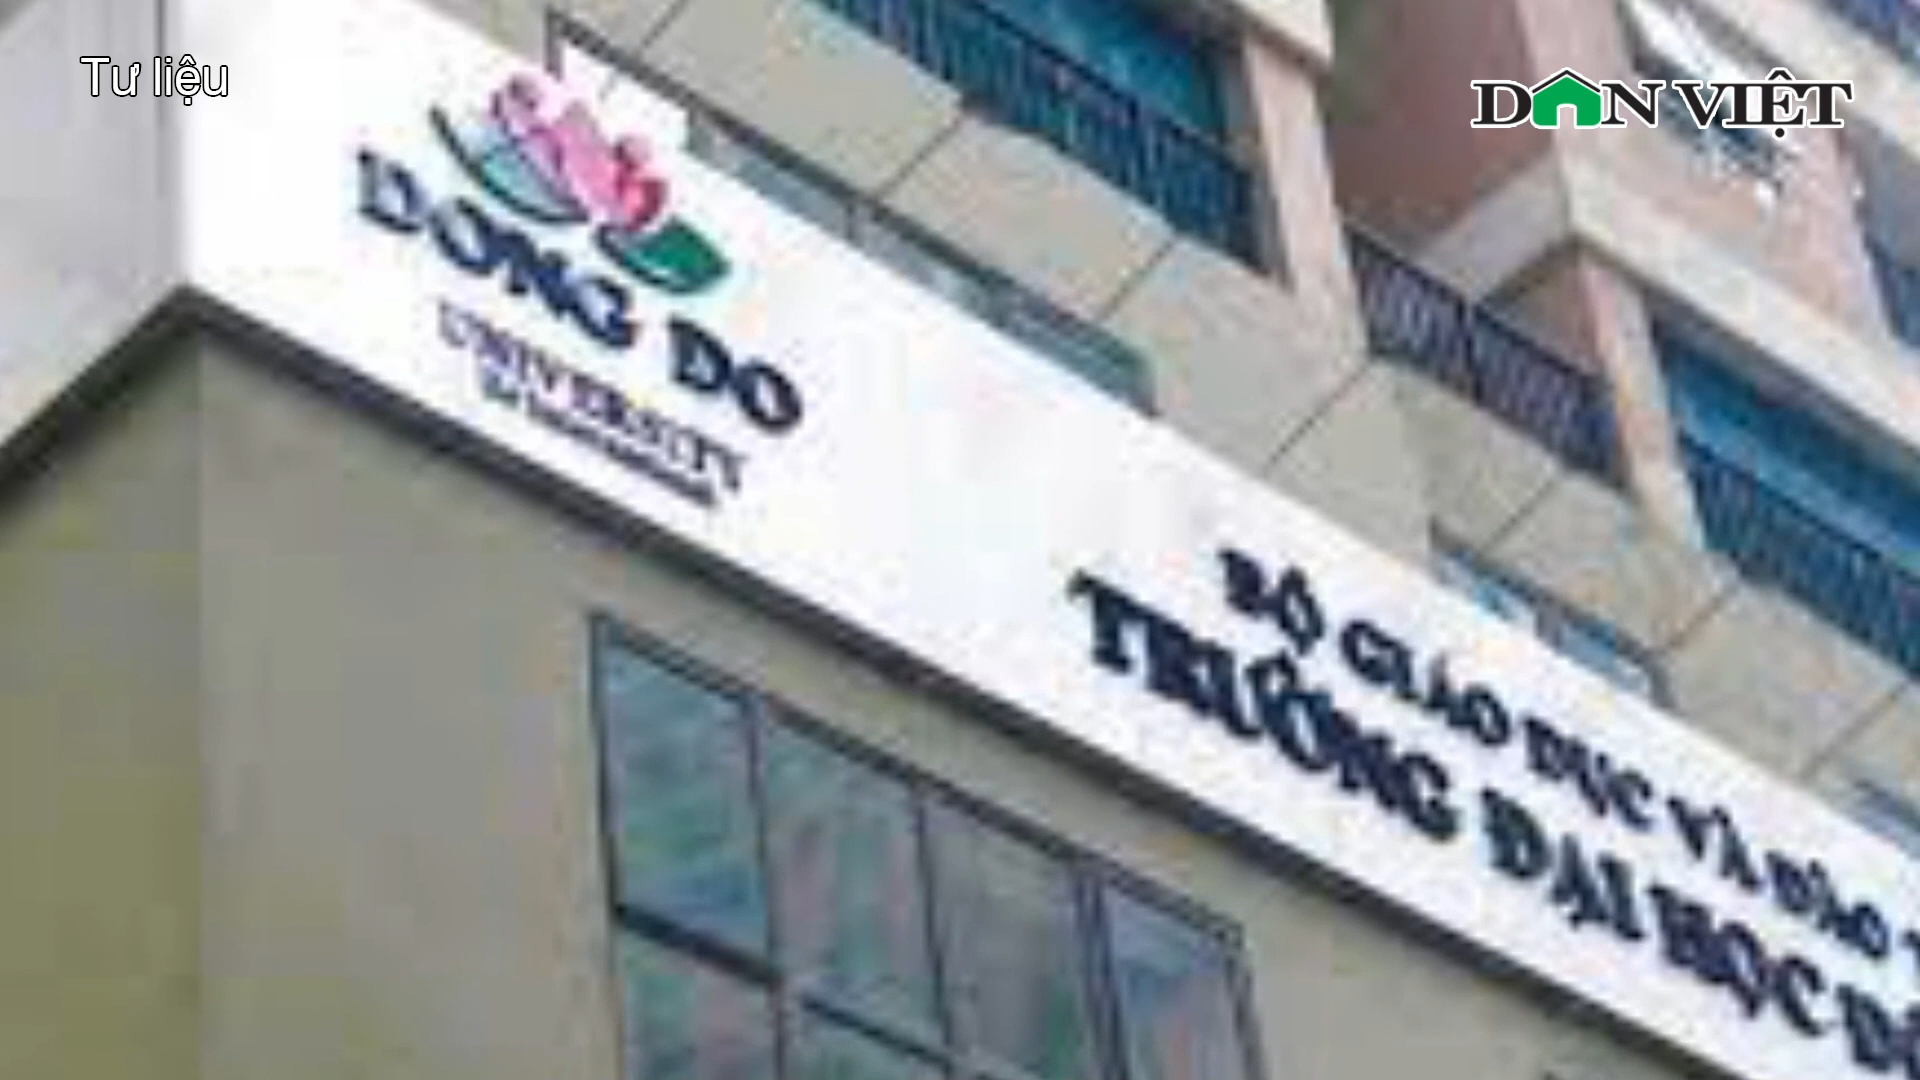 Tư liệu
DÂN VIỆT
DONG DO
UNIVERSITY
BỘ GIÁO DỤC VÀ ĐÀO
TRƯỜNG ĐẠI HỌC